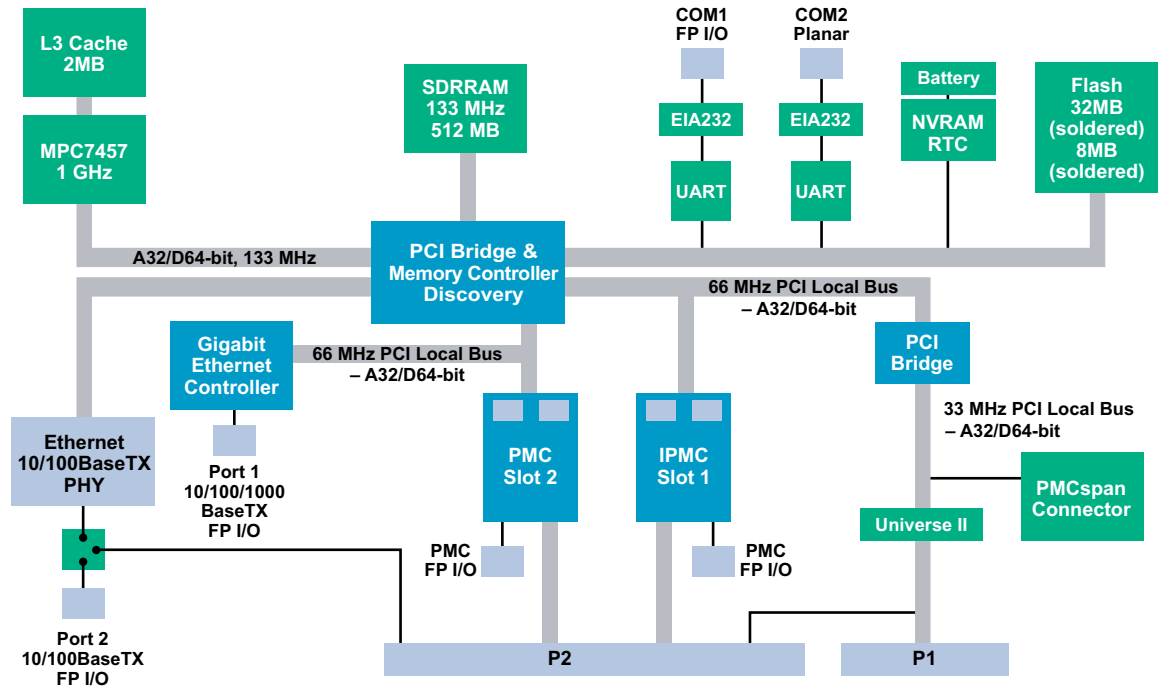 L3 Cache
2MB
MPC7457
1 GHz
SDRRAM
133 MHz
512 MB
COM1
FP I/O
COM2
Planar
EIA232
EIA232
UART
UART
Battery
NVRAM
RTC
Flash
32MB
(soldered)
8MB
(soldered)
A32/D64-bit, 133 MHz
PCI Bridge &
Memory Controller
Discovery
66 MHz PCI Local Bus
– A32/D64-bit
PCI
Bridge
Gigabit
Ethernet
Controller
66 MHz PCI Local Bus
– A32/D64-bit
33 MHz PCI Local Bus
– A32/D64-bit
Ethernet
10/100BaseTX
PHY
Port 1
10/100/1000
BaseTX
FP I/O
PMC
Slot 2
IPMC
Slot 1
PMCspan
Connector
Universe II
PMC
FP I/O
PMC
FP I/O
Port 2
10/100BaseTX
FP I/O
P2
P1